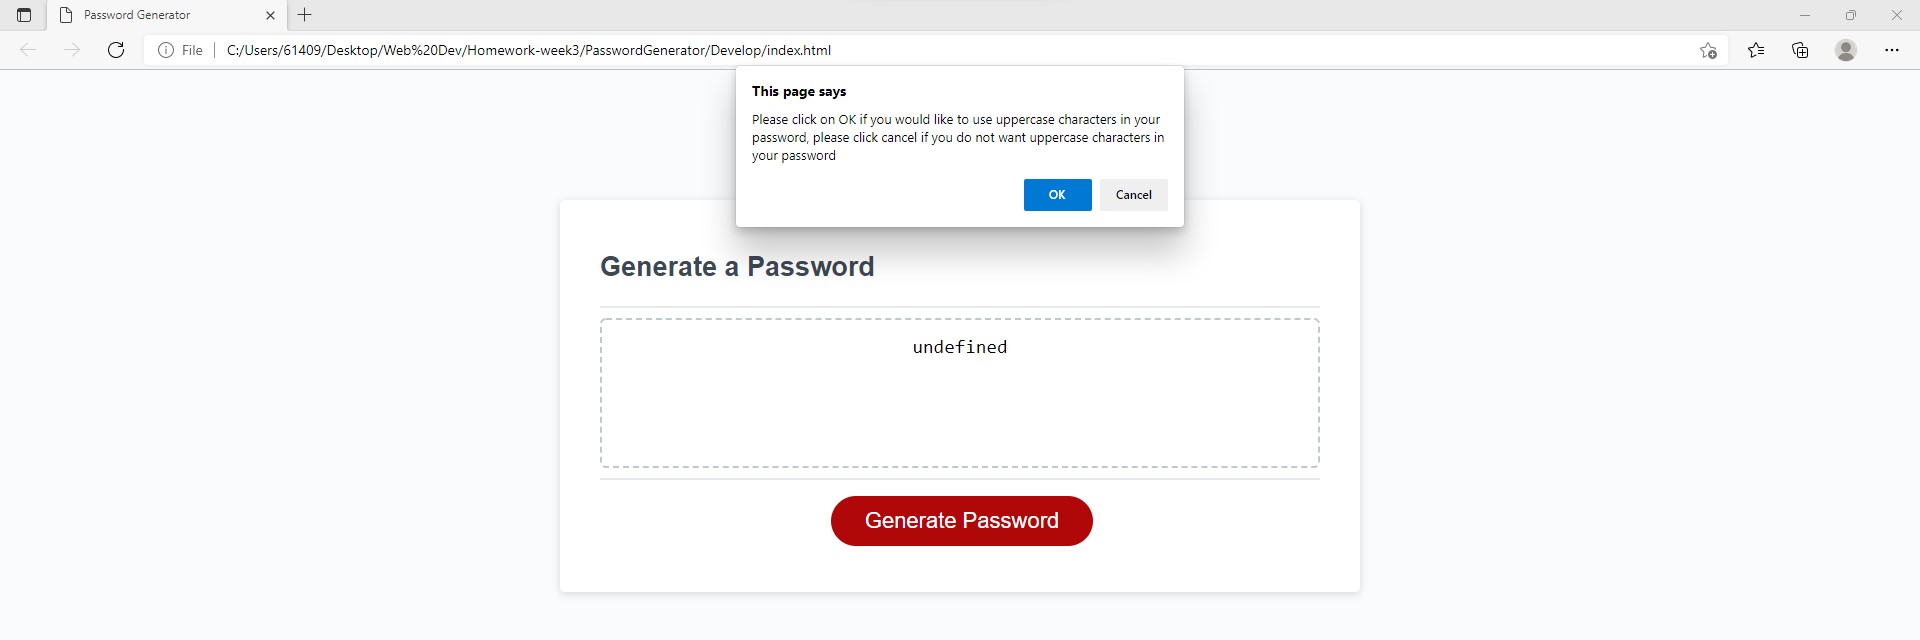 Password Generator
File
C:/Users/61409/Desktop/Web%20Dev/Homework-week3/PasswordGenerator/Develop/index.html
This page says
Please click on OK if you would like to use uppercase characters in your
password, please click cancel if you do not want uppercase characters in
your password
OK
Cancel
Generate a Password
undefined
Generate Password